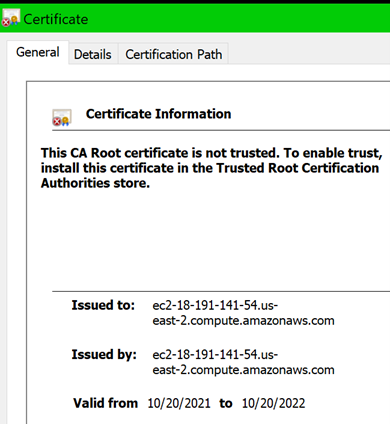 Certificate
General Details Certification Path
Certificate Information
This CA Root certificate is not trusted. To enable trust,
install this certificate in the Trusted Root Certification
Authorities store.
Issued to: ec2-18-191-141-54.us-
east-2.compute.amazonaws.com
Issued by: ec2-18-191-141-54.us-
east-2.compute.amazonaws.com
Valid from 10/20/2021 to 10/20/2022